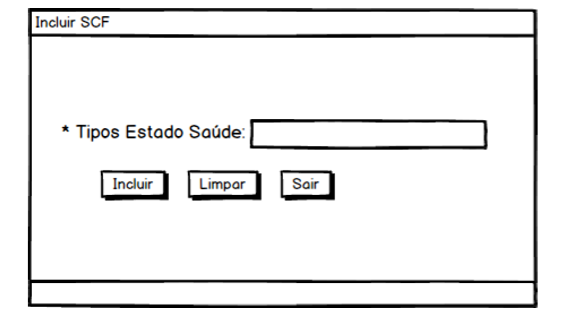 Incluir SCF
* Tipos Estado Saúde:
Incluir Limpar Sair